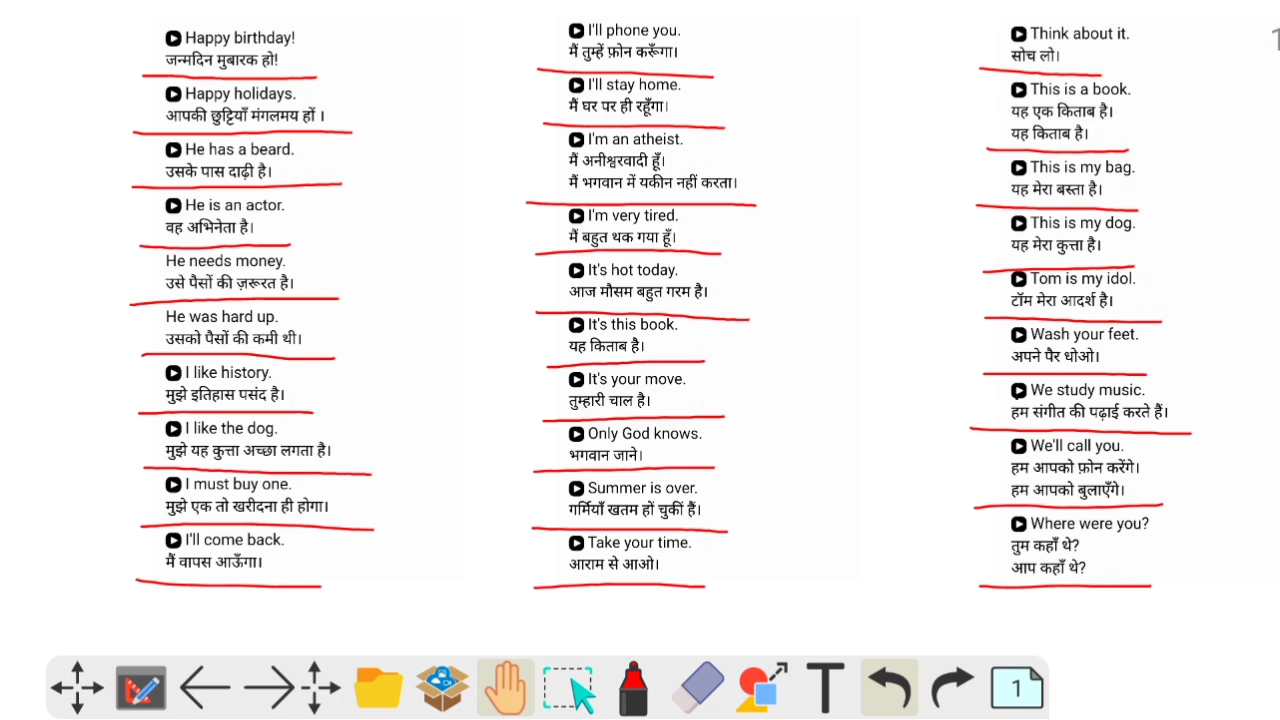 Happy birthday!
जन्मदिन मुबारक हो!
Happy holidays.
आपकी छुट्टियाँ मंगलमय हों ।
He has a beard.
उसके पास दाढ़ी है।
He is an actor.
वह अभिनेता है।
He needs money.
उसे पैसों की ज़रूरत है।
He was hard up.
उसको पैसों की कमी थी।
I like history.
मुझे इतिहास पसंद है।
I like the dog.
मुझे यह कुत्ता अच्छा लगता है।
I must buy one.
मुझे एक तो खरीदना ही होगा।
I'll come back.
मैं वापस आऊँगा।
I'll phone you.
मैं तुम्हें फ़ोन करूँगा।
I'll stay home.
मैं घर पर ही रहूँगा।
I'm an atheist.
मैं अनीश्वरवादी हूँ।
मैं भगवान में यकीन नहीं करता।
I'm very tired.
मैं बहुत थक गया हूँ।
It's hot today.
आज मौसम बहुत गरम है।
It's this book.
यह किताब है।
It's your move.
तुम्हारी चाल है।
Only God knows.
भगवान जाने।
Summer is over.
गर्मियाँ खतम हों चुकीं हैं।
Take your time.
आराम से आओ।
Think about it.
सोच लो।
This is a book.
यह एक किताब है।
यह किताब है।
This is my bag.
यह मेरा बस्ता है।
This is my dog.
यह मेरा कुत्ता है।
Tom is my idol.
टॉम मेरा आदर्श है।
Wash your feet.
अपने पैर धोओ।
We study music.
हम संगीत की पढ़ाई करते हैं।
We'll call you.
हम आपको फ़ोन करेंगे।
हम आपको बुलाएँगे।
Where were you?
तुम कहाँ थे?
आप कहाँ थे?
1
T
1